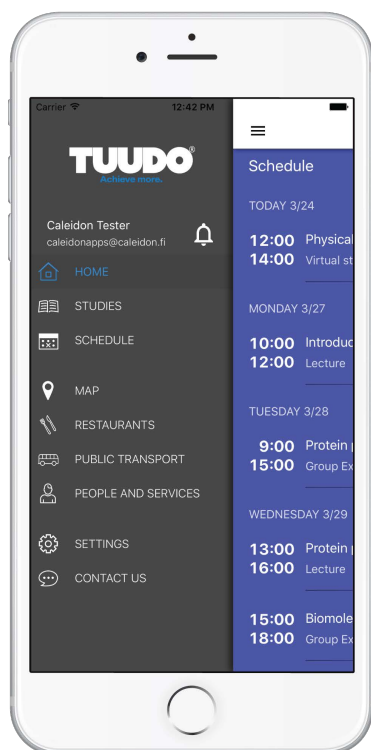 Carrier 12:42 PM
TUUDO®
Achieve more.
Caleidon Tester
caleidonapps@caleidon.fi
HOME
STUDIES
SCHEDULE
MAP
RESTAURANTS
PUBLIC TRANSPORT
PEOPLE AND SERVICES
SETTINGS
CONTACT US
Schedule
TODAY 3/24
12:00 Physical
14:00 Virtual st
MONDAY 3/27
10:00 Introduc
12:00 Lecture
TUESDAY 3/28
9:00 Protein
15:00 Group Ex
WEDNESDAY 3/29
13:00 Protein
16:00 Lecture
15:00 Biomole
18:00 Group Ex